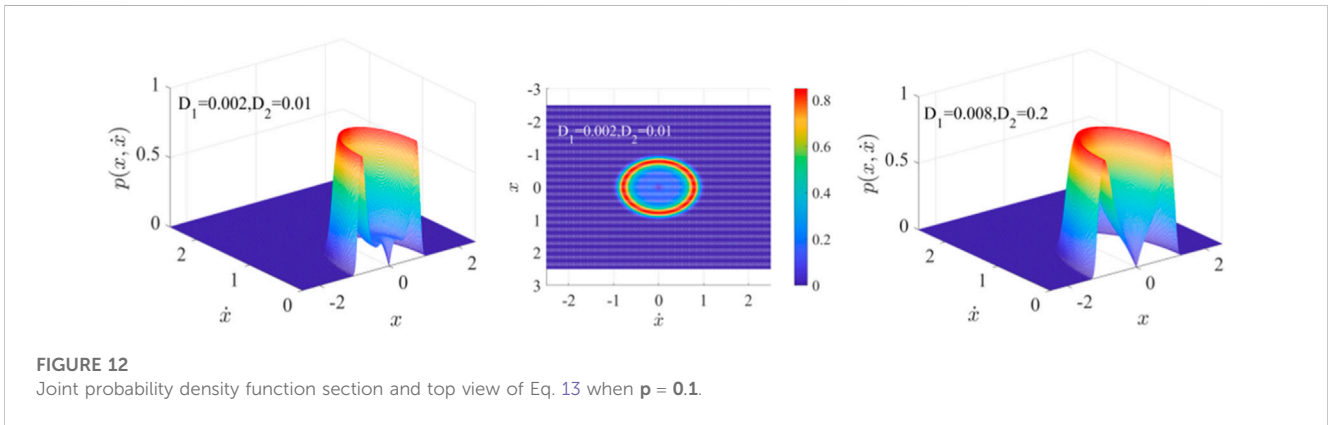 1
0.5
0
p(x, ẋ)
D₁=0.002,D₂=0.01
2
1
0
ẋ
-2
0
2
x
-3
-2
-1
0
1
2
3
x
D₁=0.002,D₂=0.01
-2
-1
0
1
2
ẋ
0.8
0.6
0.4
0.2
0
1
0.5
0
p(x, ẋ)
D₁=0.008,D₂=0.2
2
1
0
ẋ
-2
0
2
x
FIGURE 12
Joint probability density function section and top view of Eq. 13 when p = 0.1.